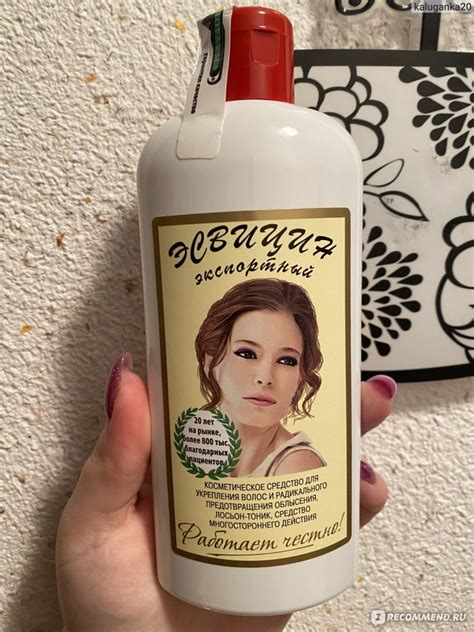 kaluganka20
ЭСВИЦИН
экспортный
20 лет
на рынке,
более 800 тыс.
благодарных
пациентов
КОСМЕТИЧЕСКОЕ СРЕДСТВО ДЛЯ
УКРЕПЛЕНИЯ ВОЛОС И РАДИКАЛЬНОГО
ПРЕДОТВРАЩЕНИЯ ОБЛЫСЕНИЯ,
ЛОСЬОН-ТОНИК, СРЕДСТВО
МНОГОСТОРОННЕГО ДЕЙСТВИЯ
Работает честно!
RECOMMEND.RU